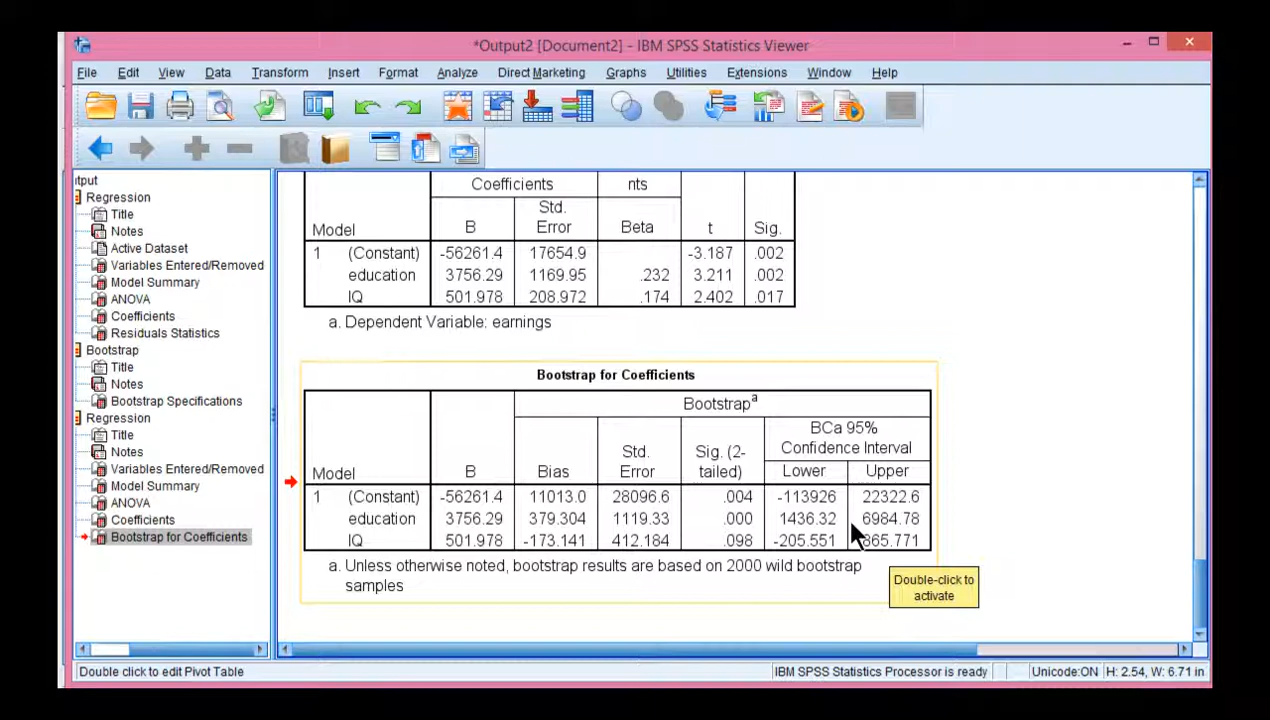 *Output2 [Document2] - IBM SPSS Statistics Viewer
File Edit View Data Transform Insert Format Analyze Direct Marketing Graphs Utilities Extensions Window Help
tput
Regression
Title
Notes
Active Dataset
Variables Entered/Removed
Model Summary
ANOVA
Coefficients
Residuals Statistics
Bootstrap
Title
Notes
Bootstrap Specifications
Regression
Title
Notes
Variables Entered/Removed
Model Summary
ANOVA
Coefficients
Bootstrap for Coefficients
Coefficients nts
Std.
Model B Error Beta t Sig.
1 (Constant) -56261.4 17654.9 -3.187 .002
education 3756.29 1169.95 .232 3.211 .002
IQ 501.978 208.972 .174 2.402 .017
a. Dependent Variable: earnings
Bootstrap for Coefficients
Bootstrapa
BCa 95%
Confidence Interval
Std. Sig. (2-
Model B Bias Error tailed) Lower Upper
1 (Constant) -56261.4 11013.0 28096.6 .004 -113926 22322.6
education 3756.29 379.304 1119.33 .000 1436.32 6984.78
IQ 501.978 -173.141 412.184 .098 -205.551 865.771
a. Unless otherwise noted, bootstrap results are based on 2000 wild bootstrap
samples
Double-click to
activate
Double click to edit Pivot Table
IBM SPSS Statistics Processor is ready Unicode:ON H: 2.54, W: 6.71 in